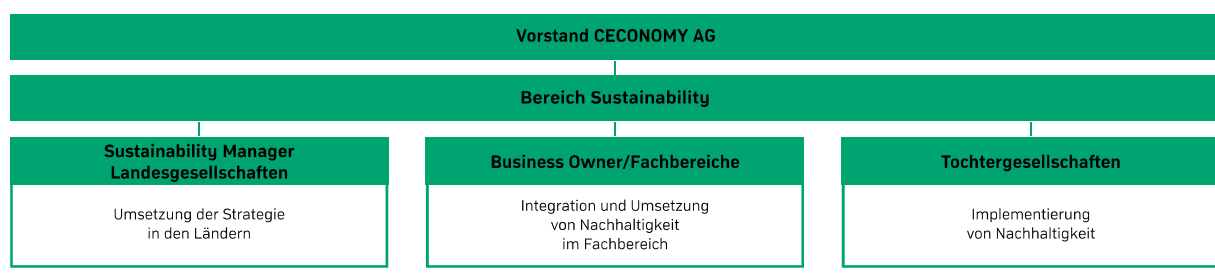 Vorstand CECONOMY AG
Bereich Sustainability
Sustainability Manager
Landesgesellschaften
Umsetzung der Strategie
in den Ländern
Business Owner/Fachbereiche
Integration und Umsetzung
von Nachhaltigkeit
im Fachbereich
Tochtergesellschaften
Implementierung
von Nachhaltigkeit